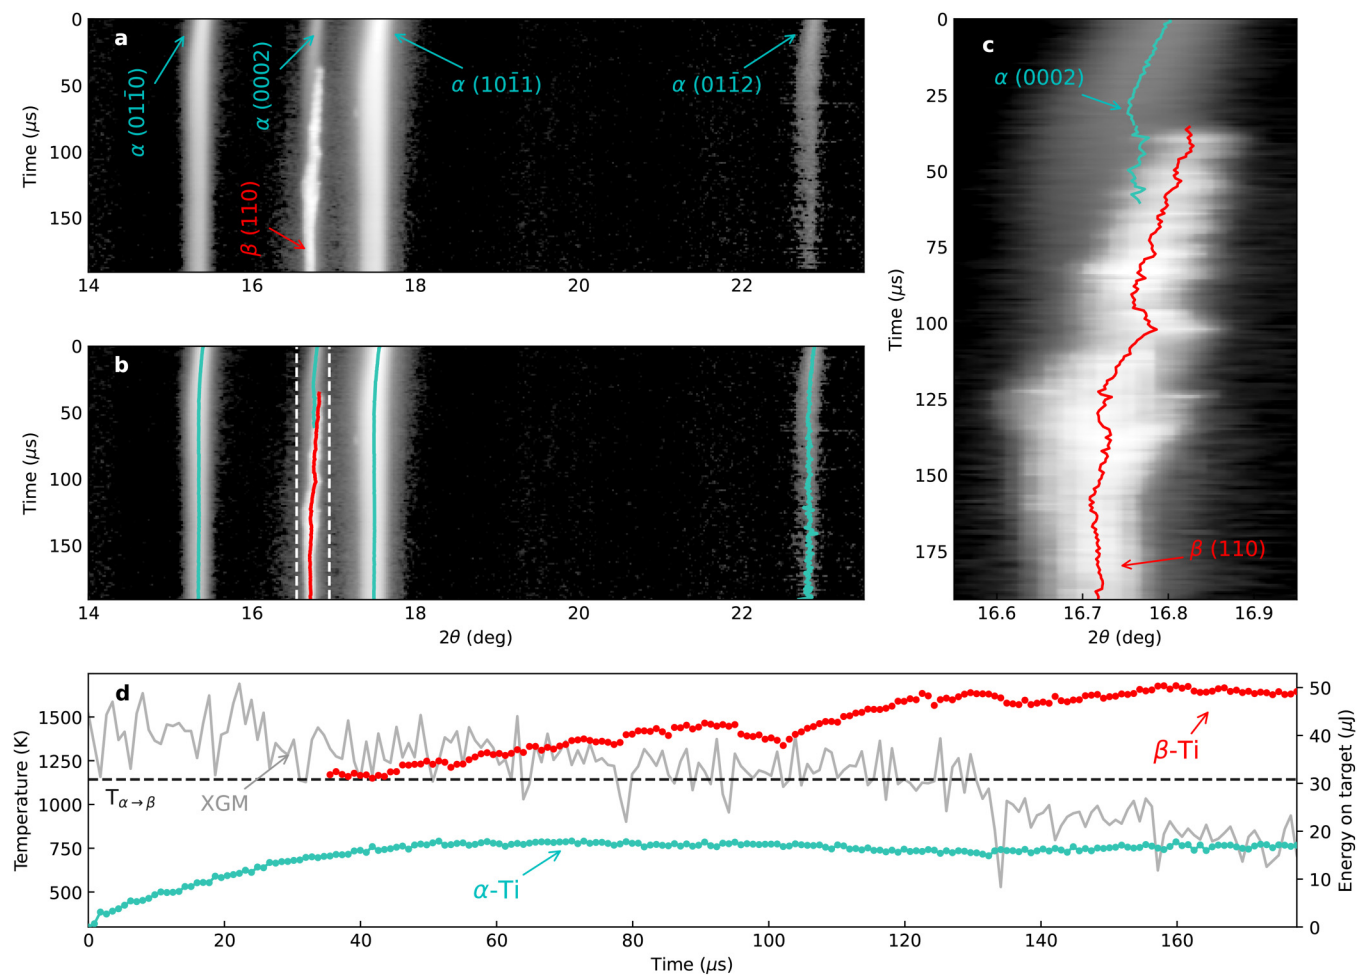 a
α (011̄0)
α (0002)
β (110)
α (101̄1)
α (011̄2)
0
50
100
150
Time (μs)
14 16 18 20 22
b
0
50
100
150
Time (μs)
14 16 18 20 22
2θ (deg)
c
α (0002)
β (110)
0
25
50
75
100
125
150
175
Time (μs)
16.6 16.7 16.8 16.9
2θ (deg)
d
1500
1250
1000
750
500
Temperature (K)
Tα→β
XGM
α-Ti
β-Ti
50
40
30
20
10
0
Energy on target (μJ)
0 20 40 60 80 100 120 140 160
Time (μs)